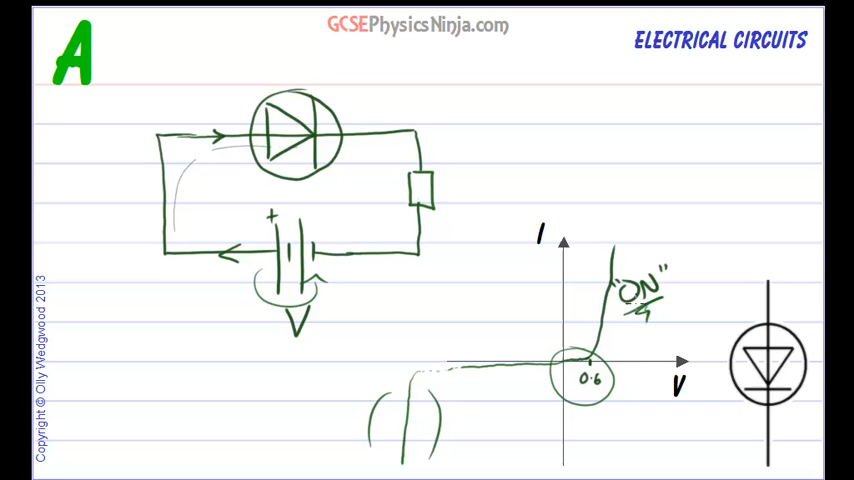 GCSEPhysicsNinja.com
A
ELECTRICAL CIRCUITS
+
V
I
"ON"
0.6
V
Copyright © Olly Wedgwood 2013